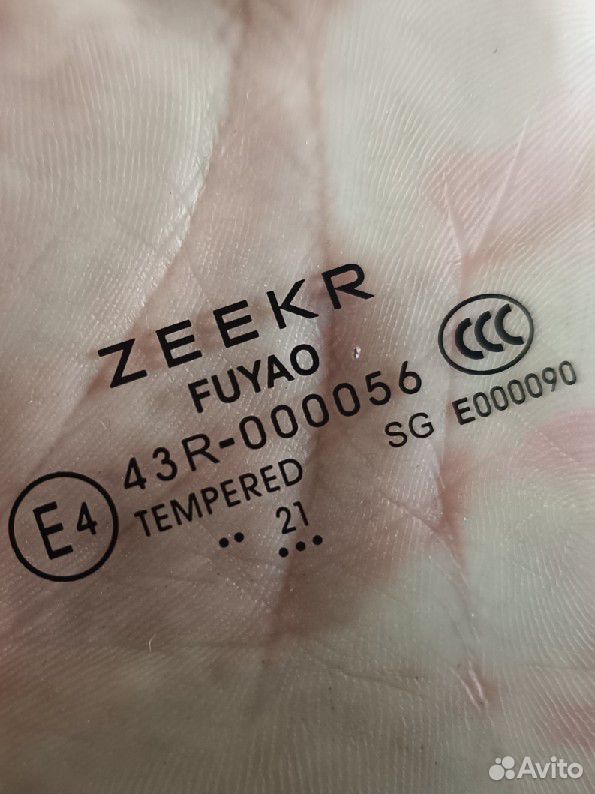 ZEEKR
FUYAO
CCC
43R-000056
SG E000090
E4
TEMPERED
.. 21
...
Avito